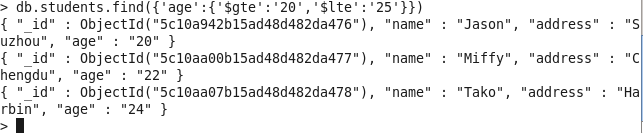 > db.students.find({'age':{'$gte':'20','$lte':'25'}})
{ "_id" : ObjectId("5c10a942b15ad48d482da476"), "name" : "Jason", "address" : "S
uzhou", "age" : "20" }
{ "_id" : ObjectId("5c10aa00b15ad48d482da477"), "name" : "Miffy", "address" : "C
hengdu", "age" : "22" }
{ "_id" : ObjectId("5c10aa07b15ad48d482da478"), "name" : "Tako", "address" : "Ha
rbin", "age" : "24" }
>